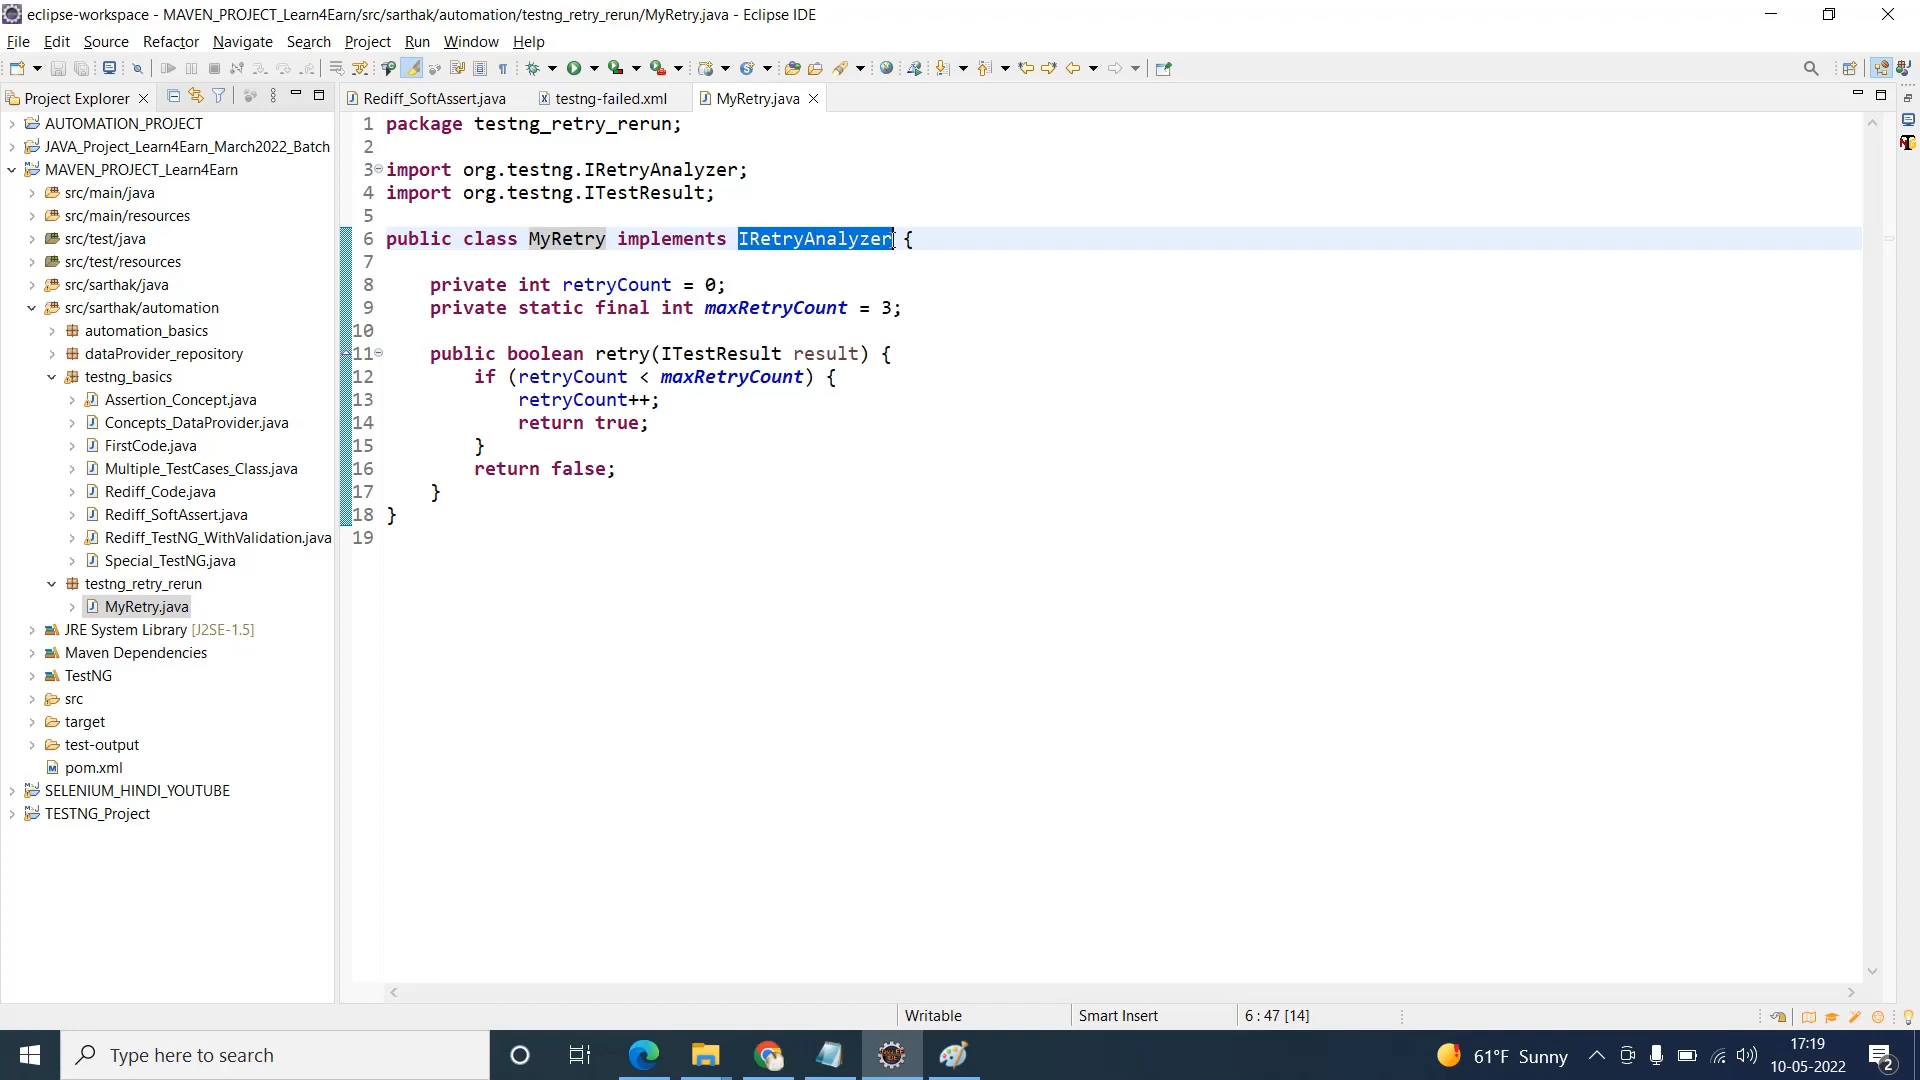 eclipse-workspace - MAVEN_PROJECT_Learn4Earn/src/sarthak/automation/testng_retry_rerun/MyRetry.java - Eclipse IDE
File Edit Source Refactor Navigate Search Project Run Window Help
Project Explorer
Rediff_SoftAssert.java testng-failed.xml MyRetry.java
AUTOMATION_PROJECT
JAVA_Project_Learn4Earn_March2022_Batch
MAVEN_PROJECT_Learn4Earn
src/main/java
src/main/resources
src/test/java
src/test/resources
src/sarthak/java
src/sarthak/automation
automation_basics
dataProvider_repository
testng_basics
Assertion_Concept.java
Concepts_DataProvider.java
FirstCode.java
Multiple_TestCases_Class.java
Rediff_Code.java
Rediff_SoftAssert.java
Rediff_TestNG_WithValidation.java
Special_TestNG.java
testng_retry_rerun
MyRetry.java
JRE System Library [J2SE-1.5]
Maven Dependencies
TestNG
src
target
test-output
pom.xml
SELENIUM_HINDI_YOUTUBE
TESTNG_Project
1 package testng_retry_rerun;
2
3 import org.testng.IRetryAnalyzer;
4 import org.testng.ITestResult;
5
6 public class MyRetry implements IRetryAnalyzer {
7
8 private int retryCount = 0;
9 private static final int maxRetryCount = 3;
10
11 public boolean retry(ITestResult result) {
12 if (retryCount < maxRetryCount) {
13 retryCount++;
14 return true;
15 }
16 return false;
17 }
18 }
19
Writable Smart Insert 6 : 47 [14]
Type here to search
61°F Sunny
17:19
10-05-2022
2